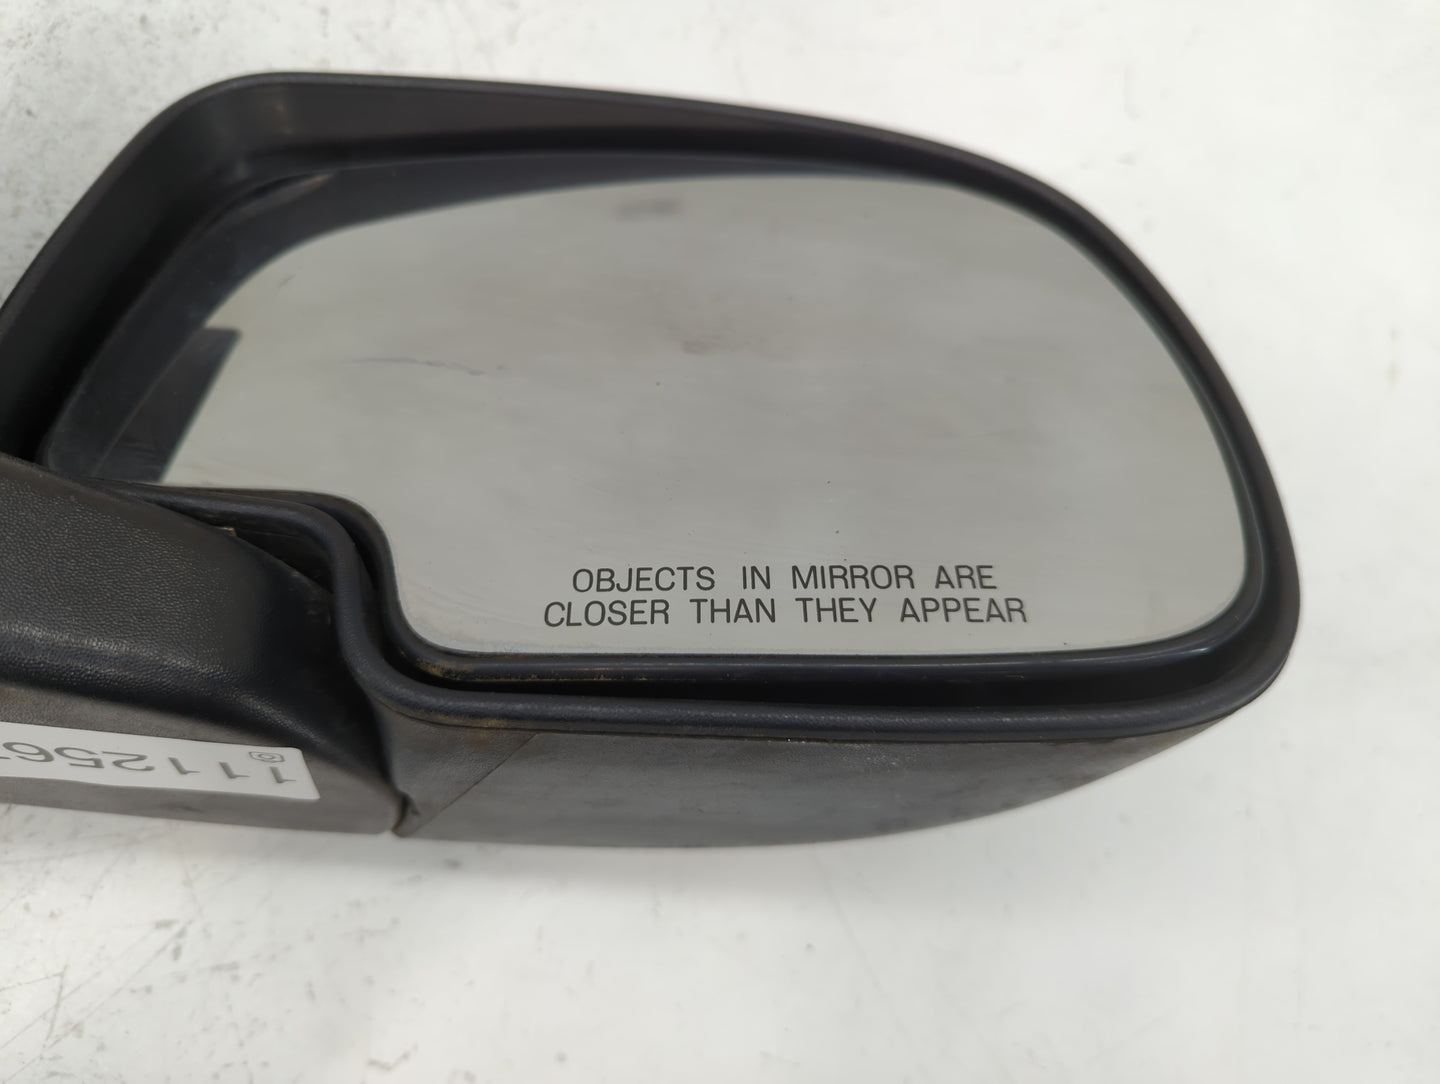 OBJECTS IN MIRROR ARE
CLOSER THAN THEY APPEAR